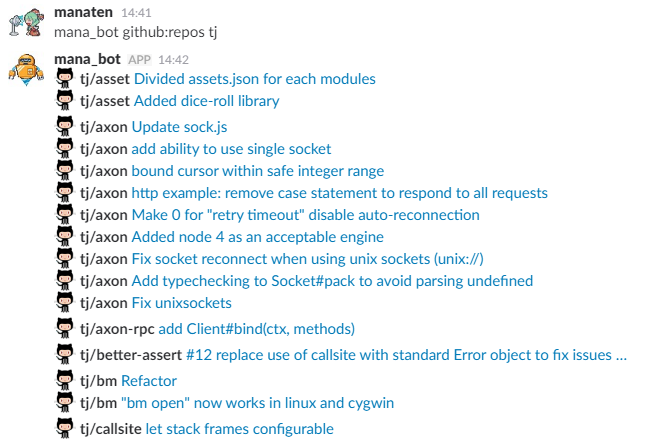 manaten 14:41
mana_bot github:repos tj
mana_bot APP 14:42
tj/asset Divided assets.json for each modules
tj/asset Added dice-roll library
tj/axon Update sock.js
tj/axon add ability to use single socket
tj/axon bound cursor within safe integer range
tj/axon http example: remove case statement to respond to all requests
tj/axon Make 0 for "retry timeout" disable auto-reconnection
tj/axon Added node 4 as an acceptable engine
tj/axon Fix socket reconnect when using unix sockets (unix://)
tj/axon Add typechecking to Socket#pack to avoid parsing undefined
tj/axon Fix unixsockets
tj/axon-rpc add Client#bind(ctx, methods)
tj/better-assert #12 replace use of callsite with standard Error object to fix issues ...
tj/bm Refactor
tj/bm "bm open" now works in linux and cygwin
tj/callsite let stack frames configurable